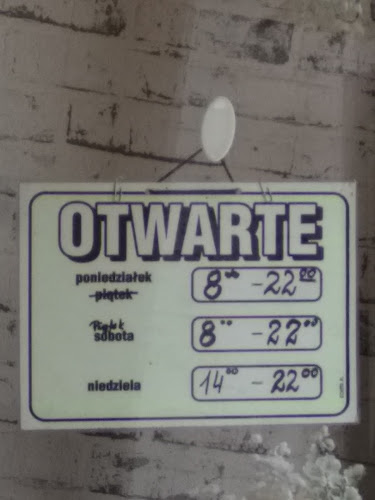 OTWARTE
poniedziałek
piątek 8⁰⁰ - 22⁰⁰
Piątek
sobota 8⁰⁰ - 22⁰⁰
niedziela 14⁰⁰ - 22⁰⁰